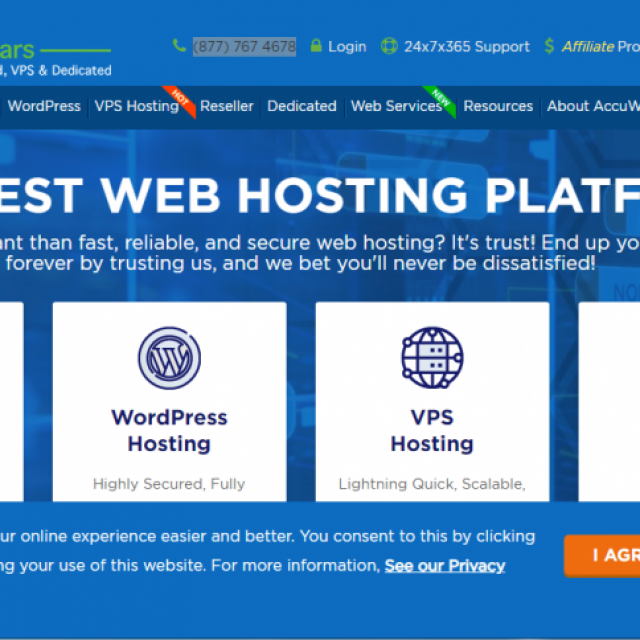 ars
(877) 767 4678 Login 24x7x365 Support $ Affiliate Pro
, VPS & Dedicated
WordPress VPS Hosting HOT Reseller Dedicated Web Services NEW Resources About AccuW
EST WEB HOSTING PLATF
ant than fast, reliable, and secure web hosting? It's trust! End up yo
forever by trusting us, and we bet you'll never be dissatisfied!
WordPress
Hosting
Highly Secured, Fully
VPS
Hosting
Lightning Quick, Scalable,
ur online experience easier and better. You consent to this by clicking
ng your use of this website. For more information, See our Privacy
I AGR